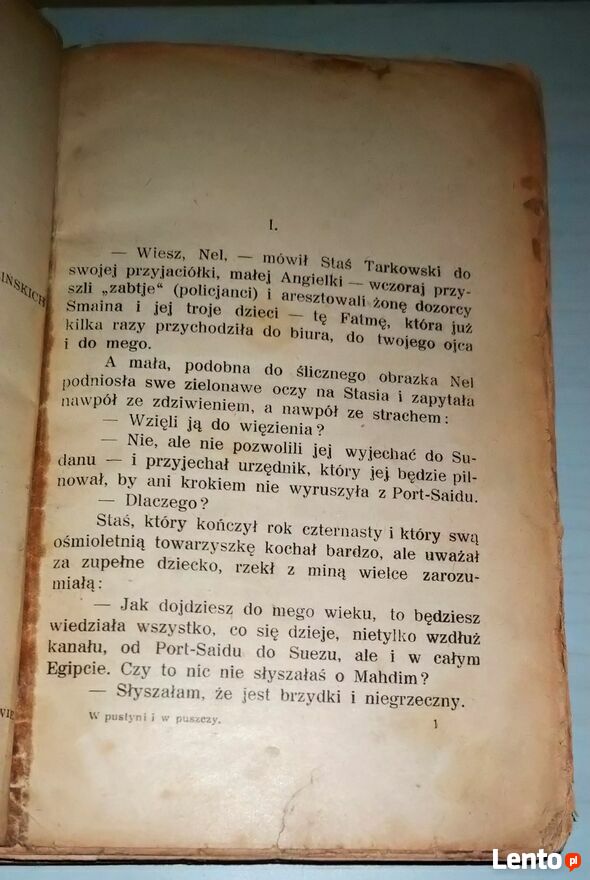 INSKICH
WIE
I.
— Wiesz, Nel, — mówił Staś Tarkowski do
swojej przyjaciółki, małej Angielki — wczoraj przy-
szli „zabtje“ (policjanci) i aresztowali żonę dozorcy
Smaina i jej troje dzieci — tę Fatmę, która już
kilka razy przychodziła do biura, do twojego ojca
i do mego.
A mała, podobna do ślicznego obrazka Nel
podniosła swe zielonawe oczy na Stasia i zapytała
nawpół ze zdziwieniem, a nawpół ze strachem:
— Wzięli ją do więzienia?
— Nie, ale nie pozwolili jej wyjechać do Su-
danu — i przyjechał urzędnik, który jej będzie pil-
nował, by ani krokiem nie wyruszyła z Port-Saidu.
— Dlaczego?
Staś, który kończył rok czternasty i który swą
ośmioletnią towarzyszkę kochał bardzo, ale uważał
za zupełne dziecko, rzekł z miną wielce zarozu-
miałą:
— Jak dojdziesz do mego wieku, to będziesz
wiedziała wszystko, co się dzieje, nietylko wzdłuż
kanału, od Port-Saidu do Suezu, ale i w całym
Egipcie. Czy to nic nie słyszałaś o Mahdim?
— Słyszałam, że jest brzydki i niegrzeczny.
W pustyni i w puszczy.
1
Lento.pl